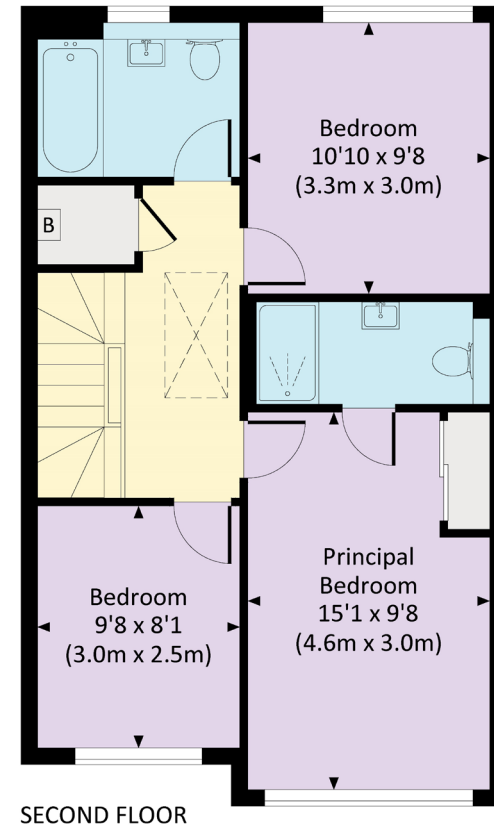 Bedroom
10'10 x 9'8
(3.3m x 3.0m)
B
Principal
Bedroom
15'1 x 9'8
(4.6m x 3.0m)
Bedroom
9'8 x 8'1
(3.0m x 2.5m)
SECOND FLOOR